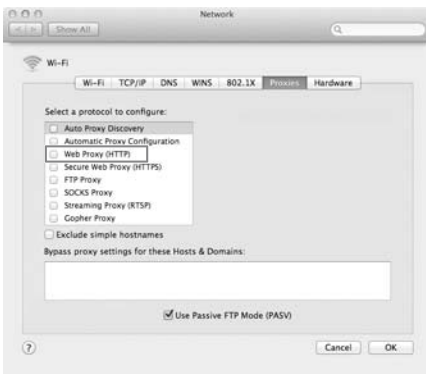 Network
Show All
Wi-Fi
Wi-Fi TCP/IP DNS WINS 802.1X Proxies Hardware
Select a protocol to configure:
Auto Proxy Discovery
Automatic Proxy Configuration
Web Proxy (HTTP)
Secure Web Proxy (HTTPS)
FTP Proxy
SOCKS Proxy
Streaming Proxy (RTSP)
Gopher Proxy
Exclude simple hostnames
Bypass proxy settings for these Hosts & Domains:
Use Passive FTP Mode (PASV)
? Cancel OK